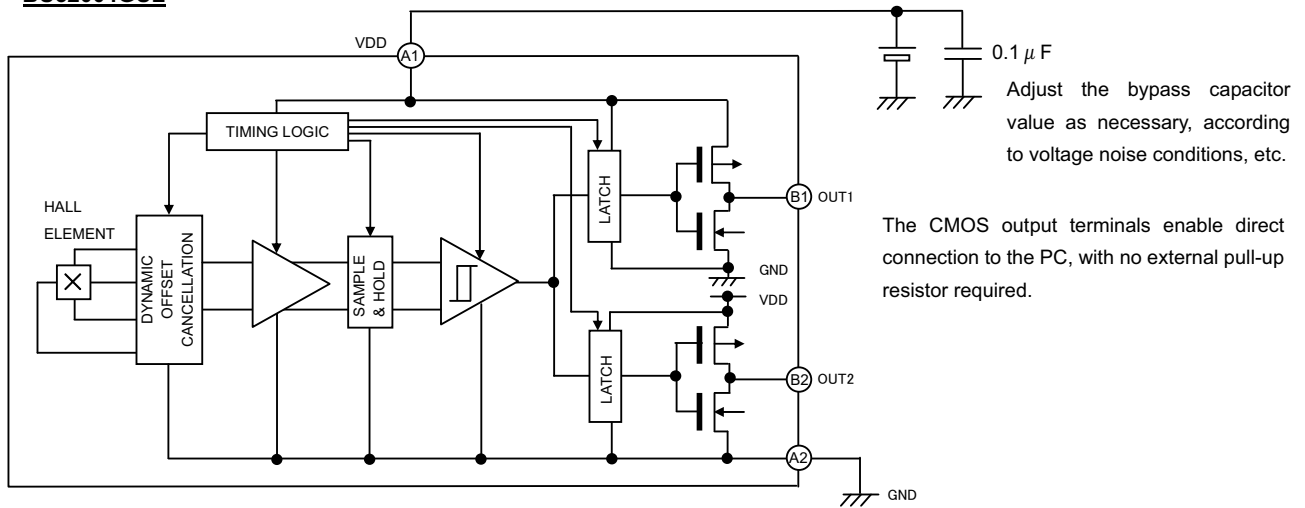 VDD
A1
0.1 μ F
Adjust the bypass capacitor
value as necessary, according
to voltage noise conditions, etc.
TIMING LOGIC
LATCH
B1 OUT1
HALL
ELEMENT
DYNAMIC
OFFSET
CANCELLATION
SAMPLE
& HOLD
The CMOS output terminals enable direct
connection to the PC, with no external pull-up
resistor required.
GND
VDD
LATCH
B2 OUT2
A2
GND